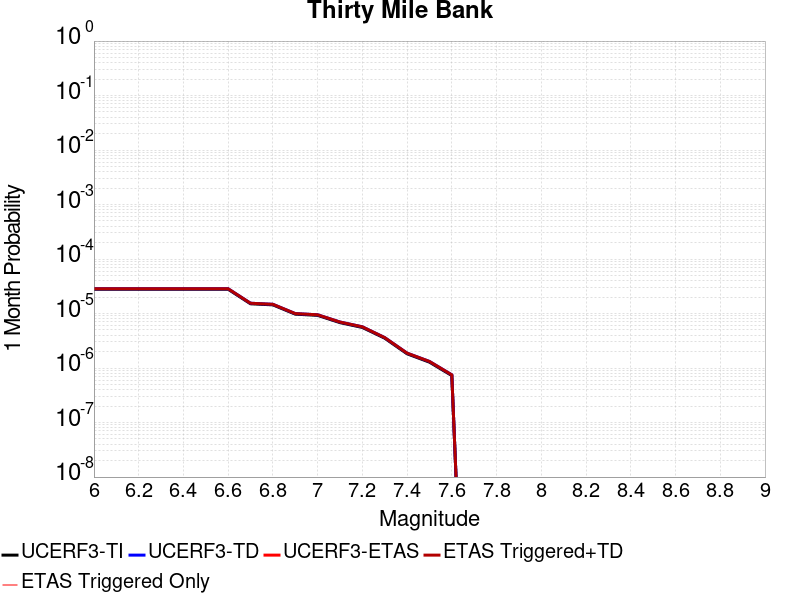 Thirty Mile Bank
10^0
10^-1
10^-2
10^-3
10^-4
10^-5
10^-6
10^-7
10^-8
1 Month Probability
6 6.2 6.4 6.6 6.8 7 7.2 7.4 7.6 7.8 8 8.2 8.4 8.6 8.8 9
Magnitude
UCERF3-TI UCERF3-TD UCERF3-ETAS ETAS Triggered+TD
ETAS Triggered Only